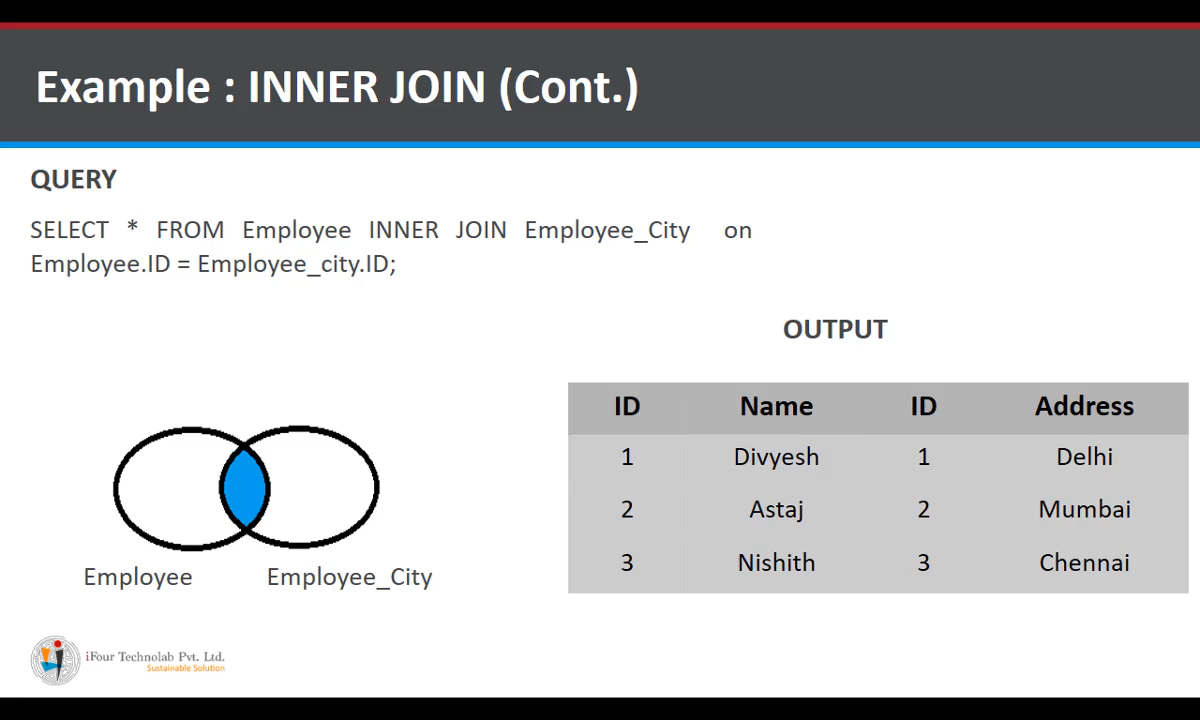 Example : INNER JOIN (Cont.)
QUERY
SELECT * FROM Employee INNER JOIN Employee_City on
Employee.ID = Employee_city.ID;
OUTPUT
ID Name ID Address
1 Divyesh 1 Delhi
2 Astaj 2 Mumbai
3 Nishith 3 Chennai
Employee Employee_City
iFour Technolab Pvt. Ltd.
Sustainable Solution